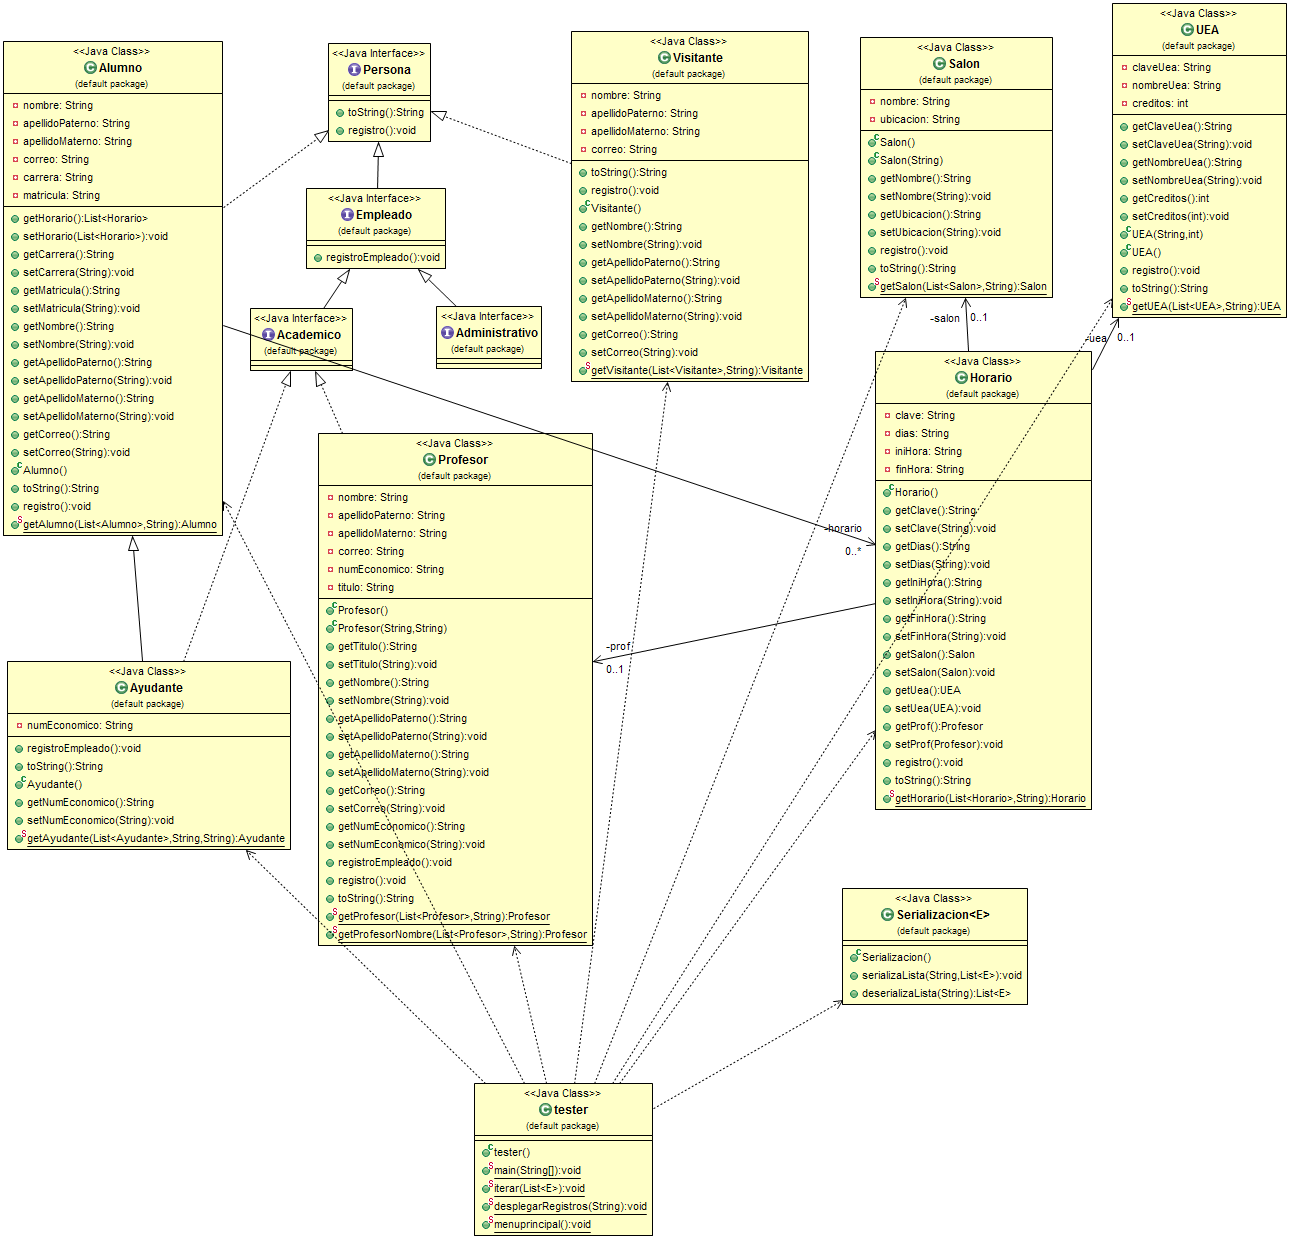 <<Java Class>>
Alumno
(default package)
nombre: String
apellidoPaterno: String
apellidoMaterno: String
correo: String
carrera: String
matricula: String
getHorario():List<Horario>
setHorario(List<Horario>):void
getCarrera():String
setCarrera(String):void
getMatricula():String
setMatricula(String):void
getNombre():String
setNombre(String):void
getApellidoPaterno():String
setApellidoPaterno(String):void
getApellidoMaterno():String
setApellidoMaterno(String):void
getCorreo():String
setCorreo(String):void
Alumno()
toString():String
registro():void
getAlumno(List<Alumno>,String):Alumno
<<Java Interface>>
Persona
(default package)
toString():String
registro():void
<<Java Interface>>
Empleado
(default package)
registroEmpleado():void
<<Java Interface>>
Academico
(default package)
<<Java Interface>>
Administrativo
(default package)
<<Java Class>>
Visitante
(default package)
nombre: String
apellidoPaterno: String
apellidoMaterno: String
correo: String
toString():String
registro():void
Visitante()
getNombre():String
setNombre(String):void
getApellidoPaterno():String
setApellidoPaterno(String):void
getApellidoMaterno():String
setApellidoMaterno(String):void
getCorreo():String
setCorreo(String):void
getVisitante(List<Visitante>,String):Visitante
<<Java Class>>
Salon
(default package)
nombre: String
ubicacion: String
Salon()
Salon(String)
getNombre():String
setNombre(String):void
getUbicacion():String
setUbicacion(String):void
registro():void
toString():String
getSalon(List<Salon>,String):Salon
<<Java Class>>
UEA
(default package)
claveUea: String
nombreUea: String
creditos: int
getClaveUea():String
setClaveUea(String):void
getNombreUea():String
setNombreUea(String):void
getCreditos():int
setCreditos(int):void
UEA(String,int)
UEA()
registro():void
toString():String
getUEA(List<UEA>,String):UEA
-salon
0..1
-uea
0..1
<<Java Class>>
Horario
(default package)
clave: String
dias: String
iniHora: String
finHora: String
Horario()
getClave():String
setClave(String):void
getDias():String
setDias(String):void
getIniHora():String
setIniHora(String):void
getFinHora():String
setFinHora(String):void
getSalon():Salon
setSalon(Salon):void
getUea():UEA
setUea(UEA):void
getProf():Profesor
setProf(Profesor):void
registro():void
toString():String
getHorario(List<Horario>,String):Horario
-horario
0..*
-prof
0..1
<<Java Class>>
Profesor
(default package)
nombre: String
apellidoPaterno: String
apellidoMaterno: String
correo: String
numEconomico: String
titulo: String
Profesor()
Profesor(String,String)
getTitulo():String
setTitulo(String):void
getNombre():String
setNombre(String):void
getApellidoPaterno():String
setApellidoPaterno(String):void
getApellidoMaterno():String
setApellidoMaterno(String):void
getCorreo():String
setCorreo(String):void
getNumEconomico():String
setNumEconomico(String):void
registroEmpleado():void
registro():void
toString():String
getProfesor(List<Profesor>,String):Profesor
getProfesorNombre(List<Profesor>,String):Profesor
<<Java Class>>
Ayudante
(default package)
numEconomico: String
registroEmpleado():void
toString():String
Ayudante()
getNumEconomico():String
setNumEconomico(String):void
getAyudante(List<Ayudante>,String,String):Ayudante
<<Java Class>>
Serializacion<E>
(default package)
Serializacion()
serializaLista(String,List<E>):void
deserializaLista(String):List<E>
<<Java Class>>
tester
(default package)
tester()
main(String[]):void
iterar(List<E>):void
desplegarRegistros(String):void
menuprincipal():void